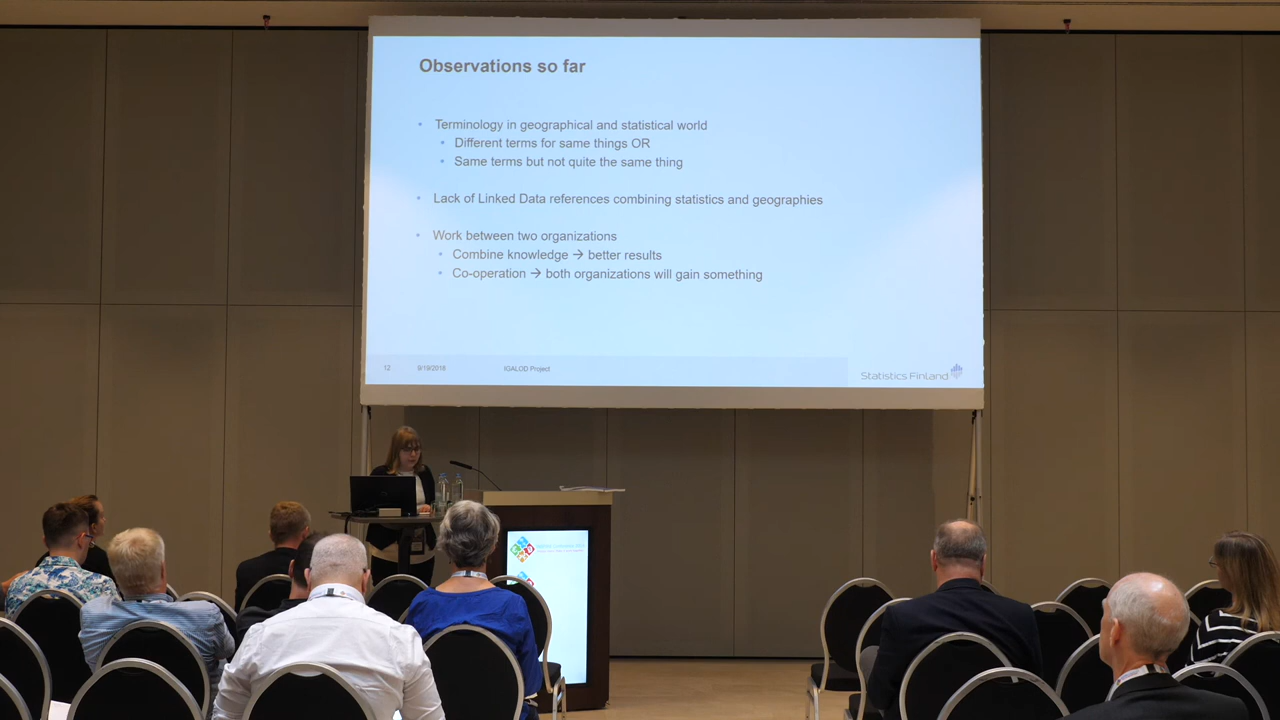 Observations so far
• Terminology in geographical and statistical world
• Different terms for same things OR
• Same terms but not quite the same thing
• Lack of Linked Data references combining statistics and geographies
• Work between two organizations
• Combine knowledge → better results
• Co-operation → both organizations will gain something
12 9/19/2018 IGALOD Project
Statistics Finland